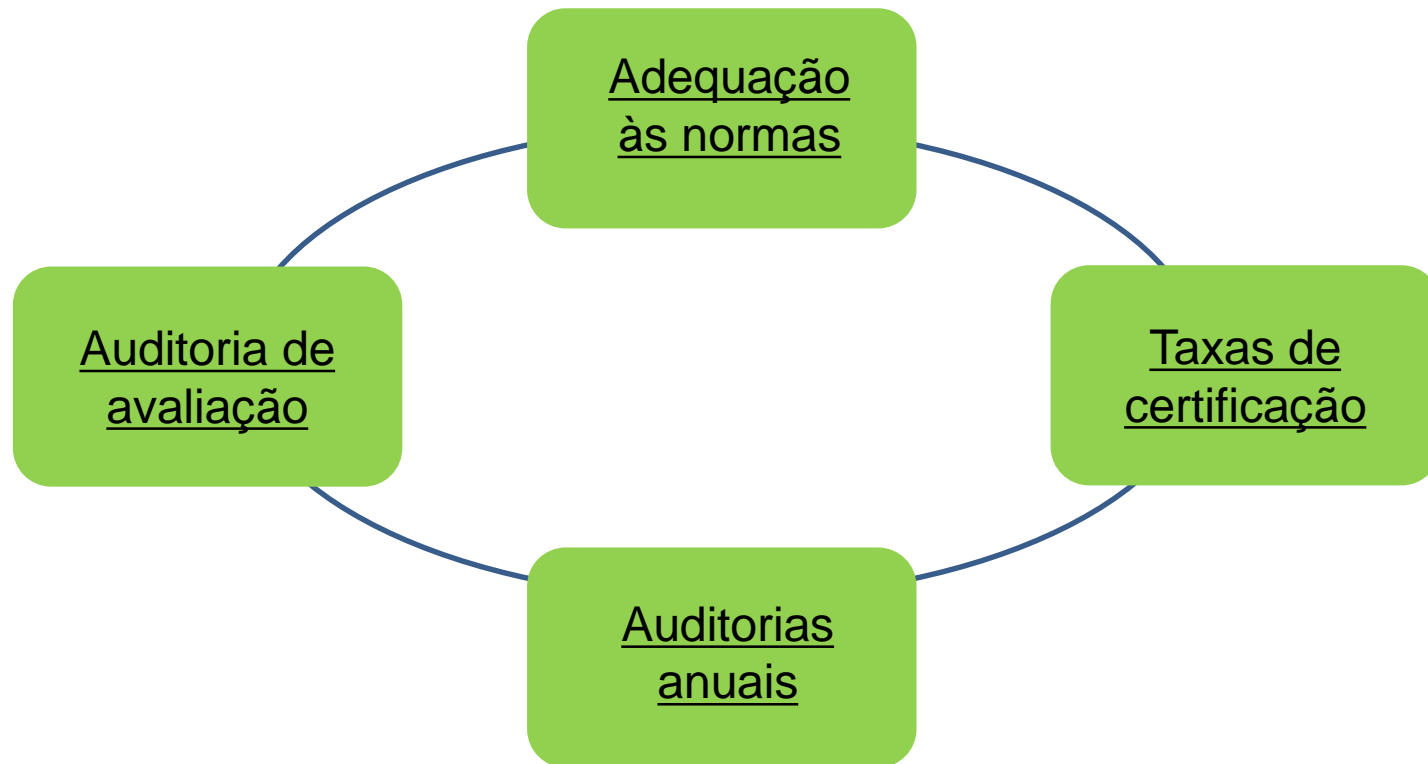 Adequação
às normas
Auditoria de
avaliação
Taxas de
certificação
Auditorias
anuais